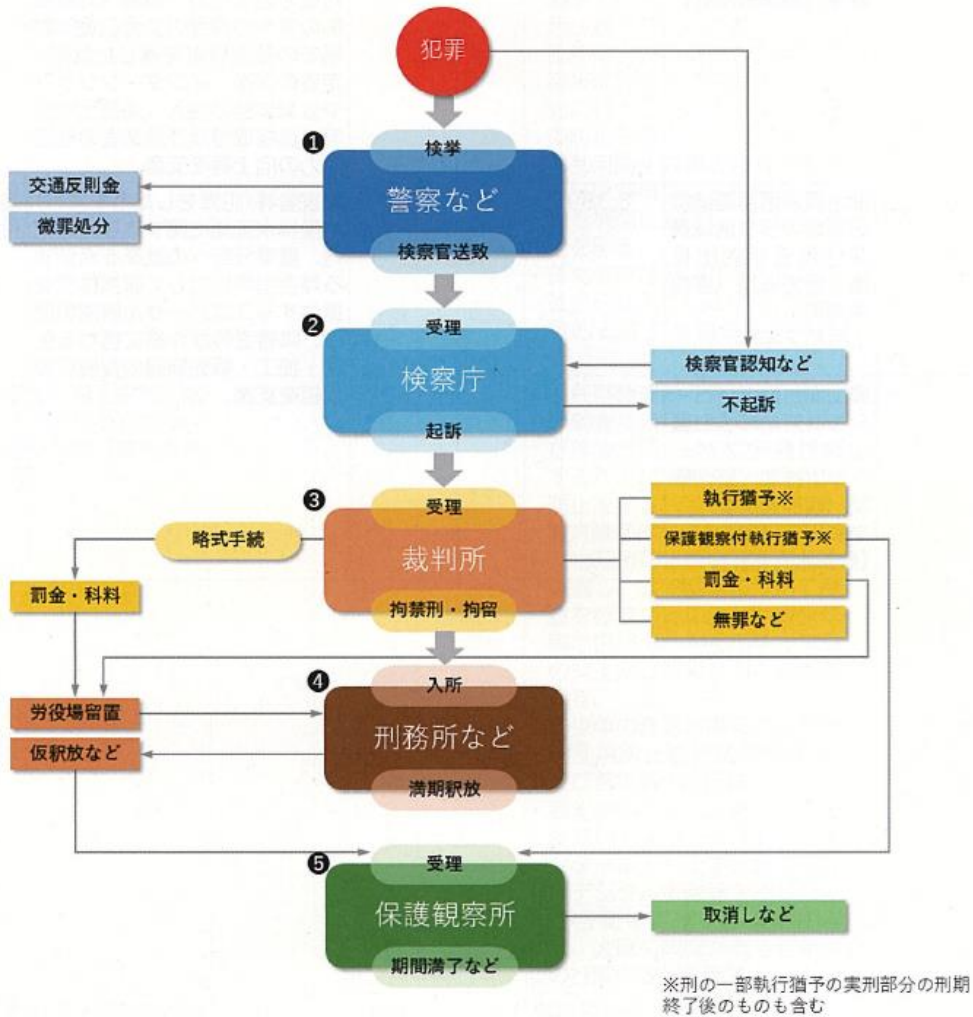 犯罪
❶
検挙
警察など
検察官送致
交通反則金
微罪処分
❷
受理
検察庁
起訴
検察官認知など
不起訴
❸
受理
裁判所
拘禁刑・拘留
略式手続
罰金・科料
執行猶予※
保護観察付執行猶予※
罰金・科料
無罪など
❹
入所
刑務所など
満期釈放
労役場留置
仮釈放など
❺
受理
保護観察所
期間満了など
取消しなど
※刑の一部執行猶予の実刑部分の刑期
終了後のものも含む